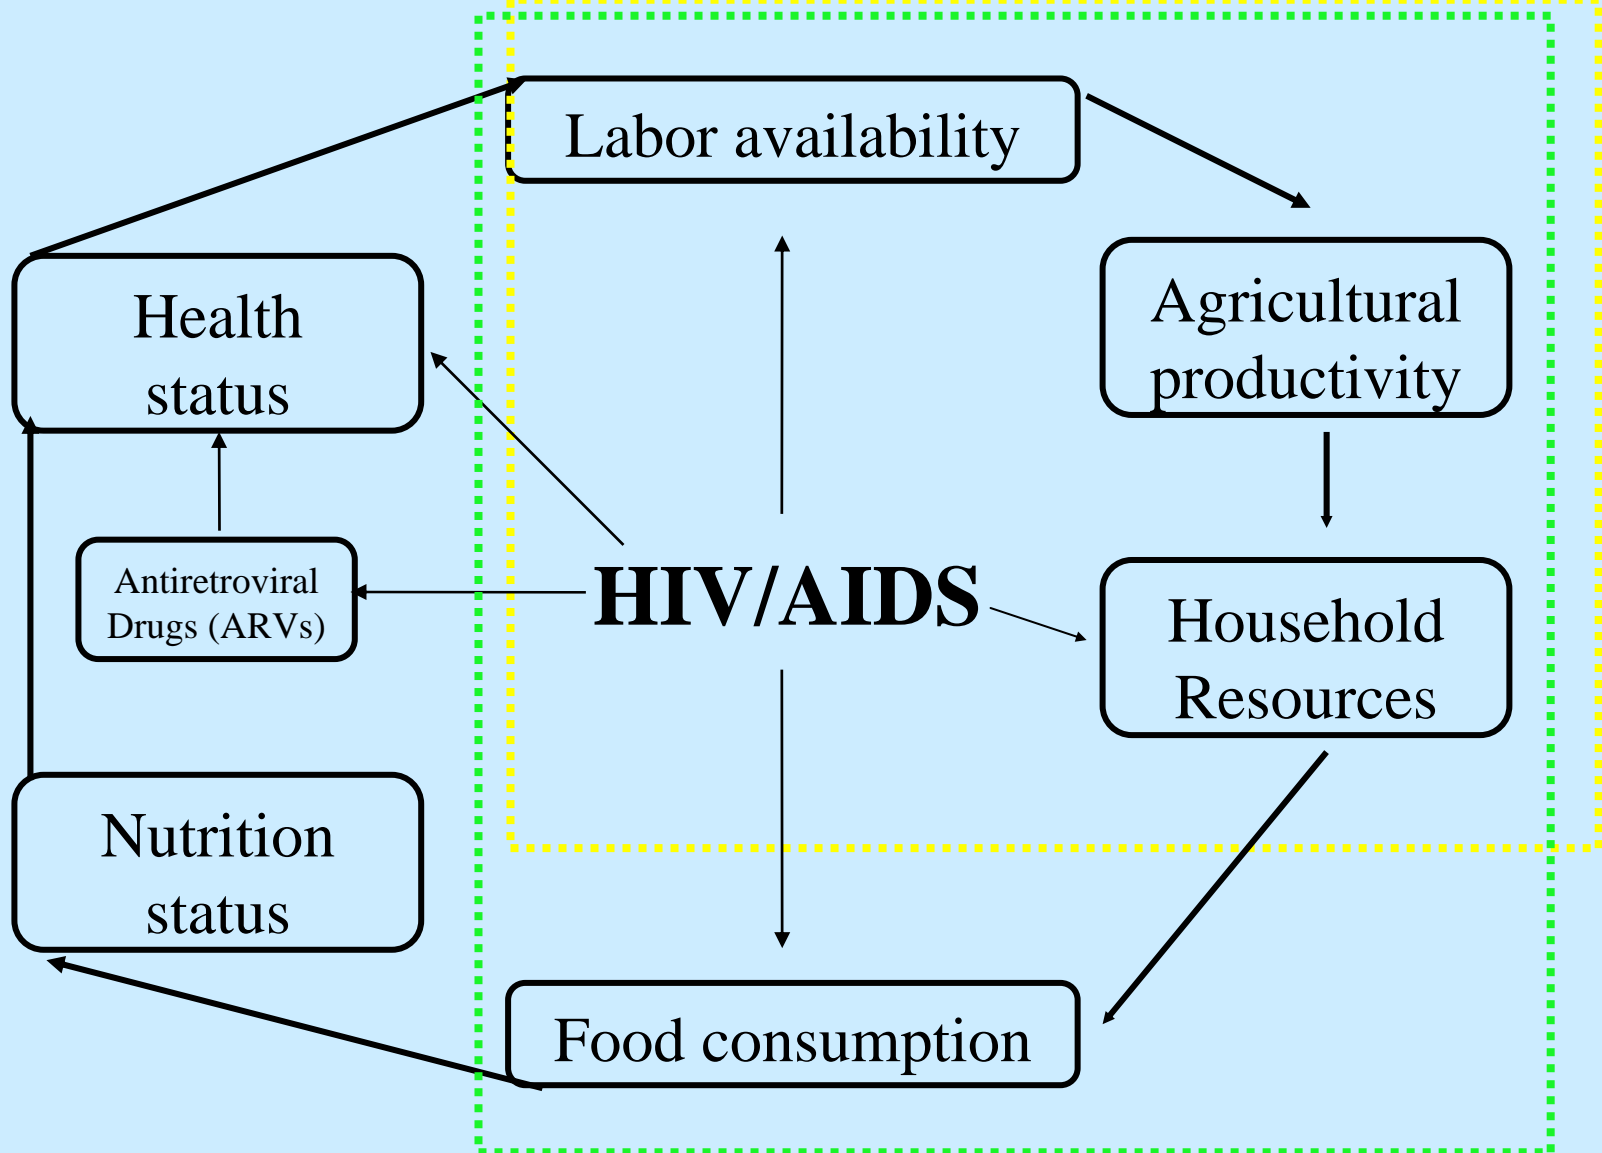 Labor availability
Health
status
Agricultural
productivity
Antiretroviral
Drugs (ARVs)
HIV/AIDS
Household
Resources
Nutrition
status
Food consumption